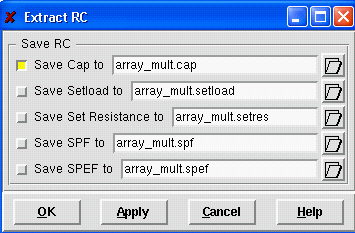 Extract RC
Save RC
Save Cap to array_mult.cap
Save Setload to array_mult.setload
Save Set Resistance to array_mult.setres
Save SPF to array_mult.spf
Save SPEF to array_mult.spef
OK Apply Cancel Help